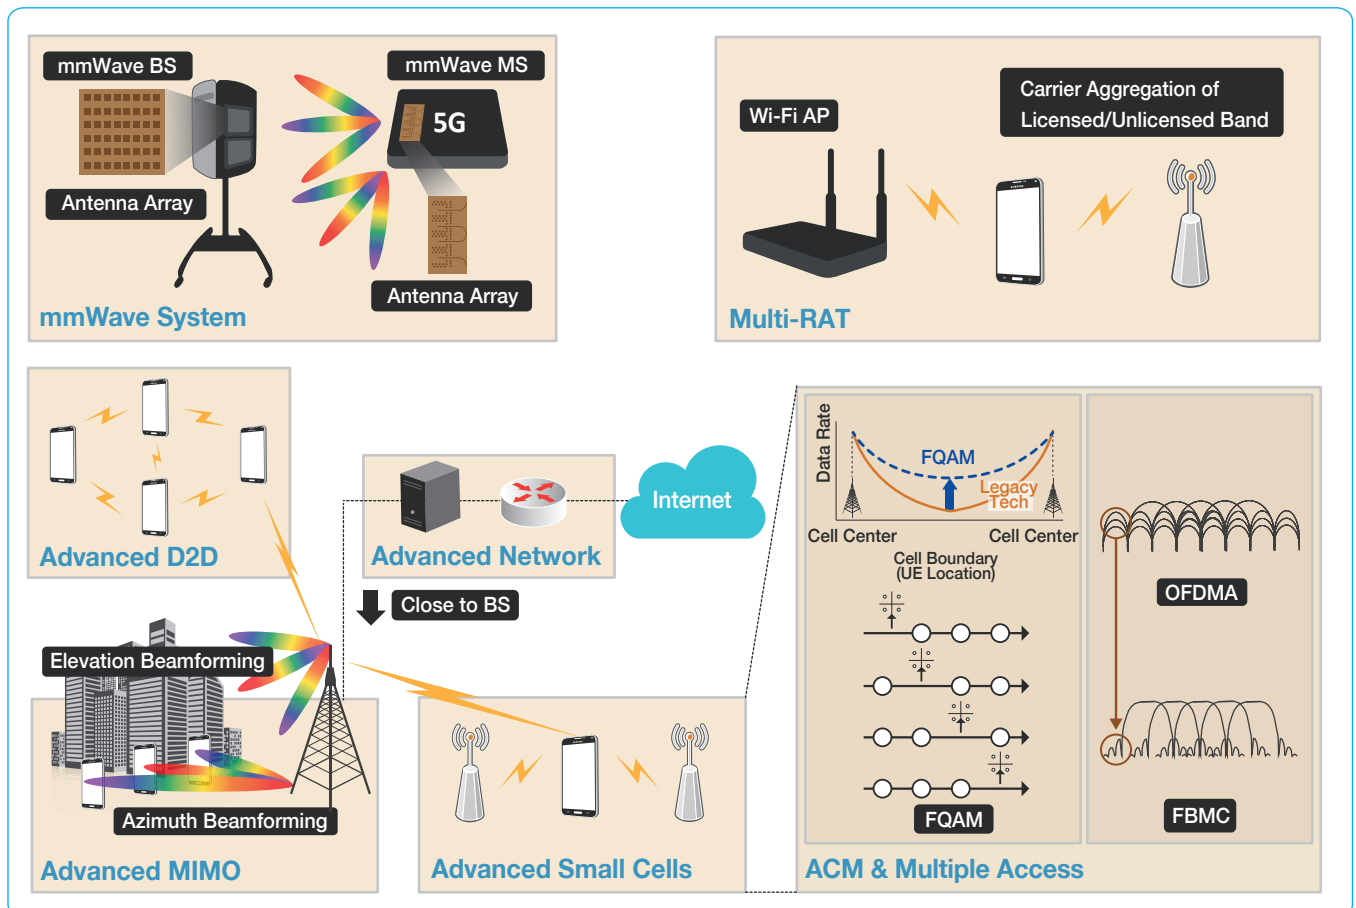 mmWave BS
mmWave MS
5G
Antenna Array
Antenna Array
mmWave System
Wi-Fi AP
Carrier Aggregation of
Licensed/Unlicensed Band
Multi-RAT
Advanced D2D
Internet
Advanced Network
Close to BS
Elevation Beamforming
Azimuth Beamforming
Advanced MIMO
Advanced Small Cells
Data Rate
FQAM
Legacy
Tech
Cell Center
Cell Center
Cell Boundary
(UE Location)
FQAM
OFDMA
FBMC
ACM & Multiple Access